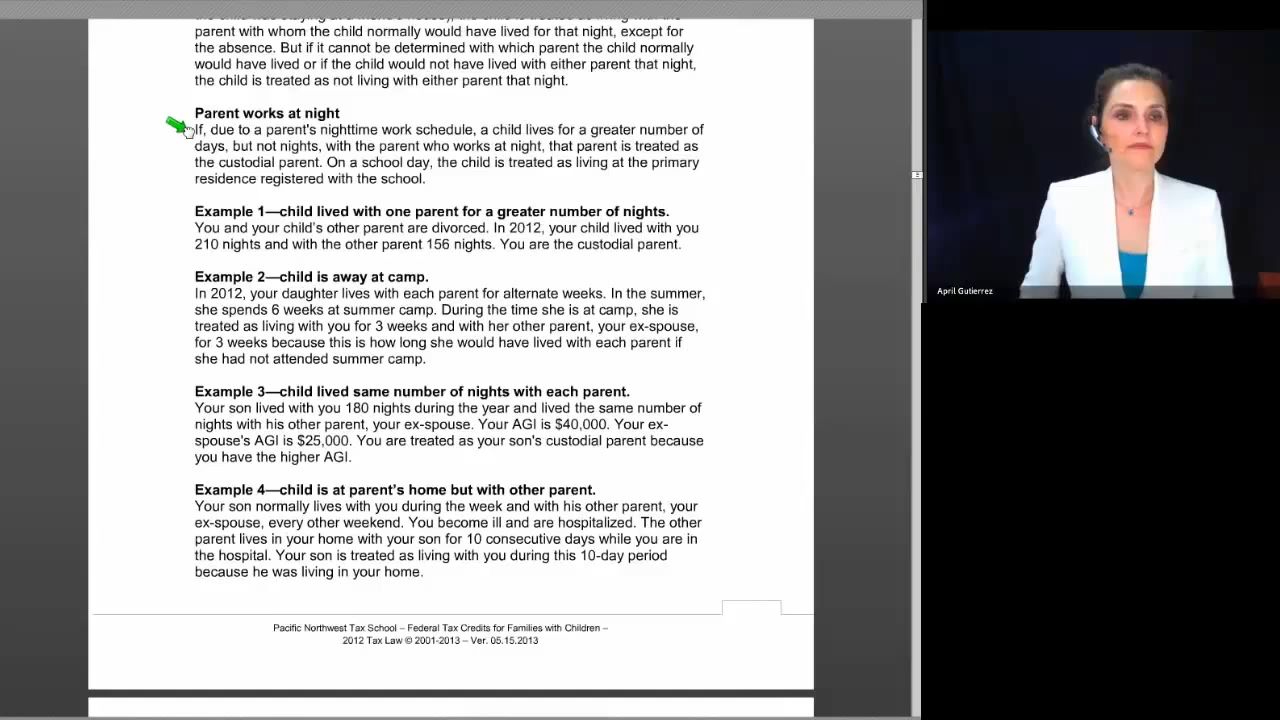 parent with whom the child normally would have lived for that night, except for
the absence. But if it cannot be determined with which parent the child normally
would have lived or if the child would not have lived with either parent that night,
the child is treated as not living with either parent that night.
Parent works at night
If, due to a parent's nighttime work schedule, a child lives for a greater number of
days, but not nights, with the parent who works at night, that parent is treated as
the custodial parent. On a school day, the child is treated as living at the primary
residence registered with the school.
Example 1—child lived with one parent for a greater number of nights.
You and your child's other parent are divorced. In 2012, your child lived with you
210 nights and with the other parent 156 nights. You are the custodial parent.
Example 2—child is away at camp.
In 2012, your daughter lives with each parent for alternate weeks. In the summer,
she spends 6 weeks at summer camp. During the time she is at camp, she is
treated as living with you for 3 weeks and with her other parent, your ex-spouse,
for 3 weeks because this is how long she would have lived with each parent if
she had not attended summer camp.
Example 3—child lived same number of nights with each parent.
Your son lived with you 180 nights during the year and lived the same number of
nights with his other parent, your ex-spouse. Your AGI is $40,000. Your ex-
spouse's AGI is $25,000. You are treated as your son's custodial parent because
you have the higher AGI.
Example 4—child is at parent's home but with other parent.
Your son normally lives with you during the week and with his other parent, your
ex-spouse, every other weekend. You become ill and are hospitalized. The other
parent lives in your home with your son for 10 consecutive days while you are in
the hospital. Your son is treated as living with you during this 10-day period
because he was living in your home.
Pacific Northwest Tax School – Federal Tax Credits for Families with Children –
2012 Tax Law © 2001-2013 – Ver. 05.15.2013
April Gutierrez